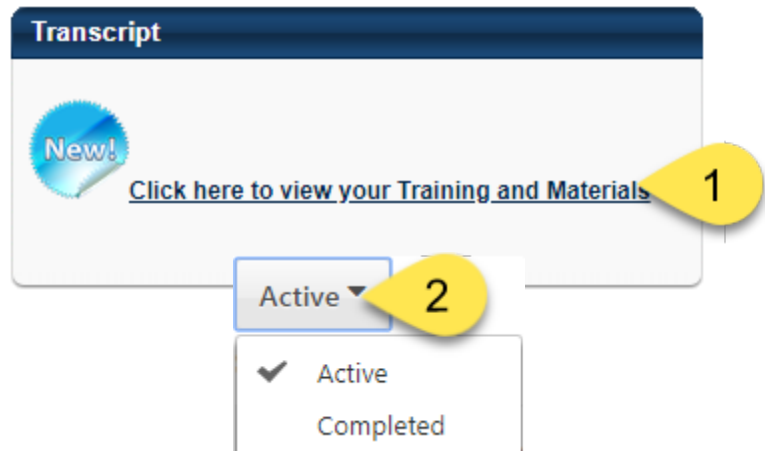 Transcript
New!
Click here to view your Training and Materials
1
Active
2
Active
Completed